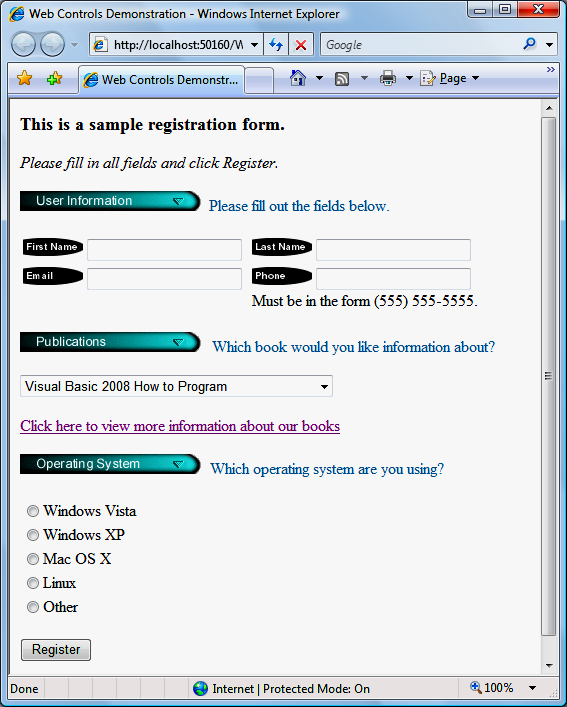 Web Controls Demonstration - Windows Internet Explorer
http://localhost:50160/W
Google
Web Controls Demonstr...
Page
»
This is a sample registration form.
Please fill in all fields and click Register.
User Information Please fill out the fields below.
First Name Last Name
Email Phone
Must be in the form (555) 555-5555.
Publications Which book would you like information about?
Visual Basic 2008 How to Program
Click here to view more information about our books
Operating System Which operating system are you using?
Windows Vista
Windows XP
Mac OS X
Linux
Other
Register
Done Internet | Protected Mode: On 100%